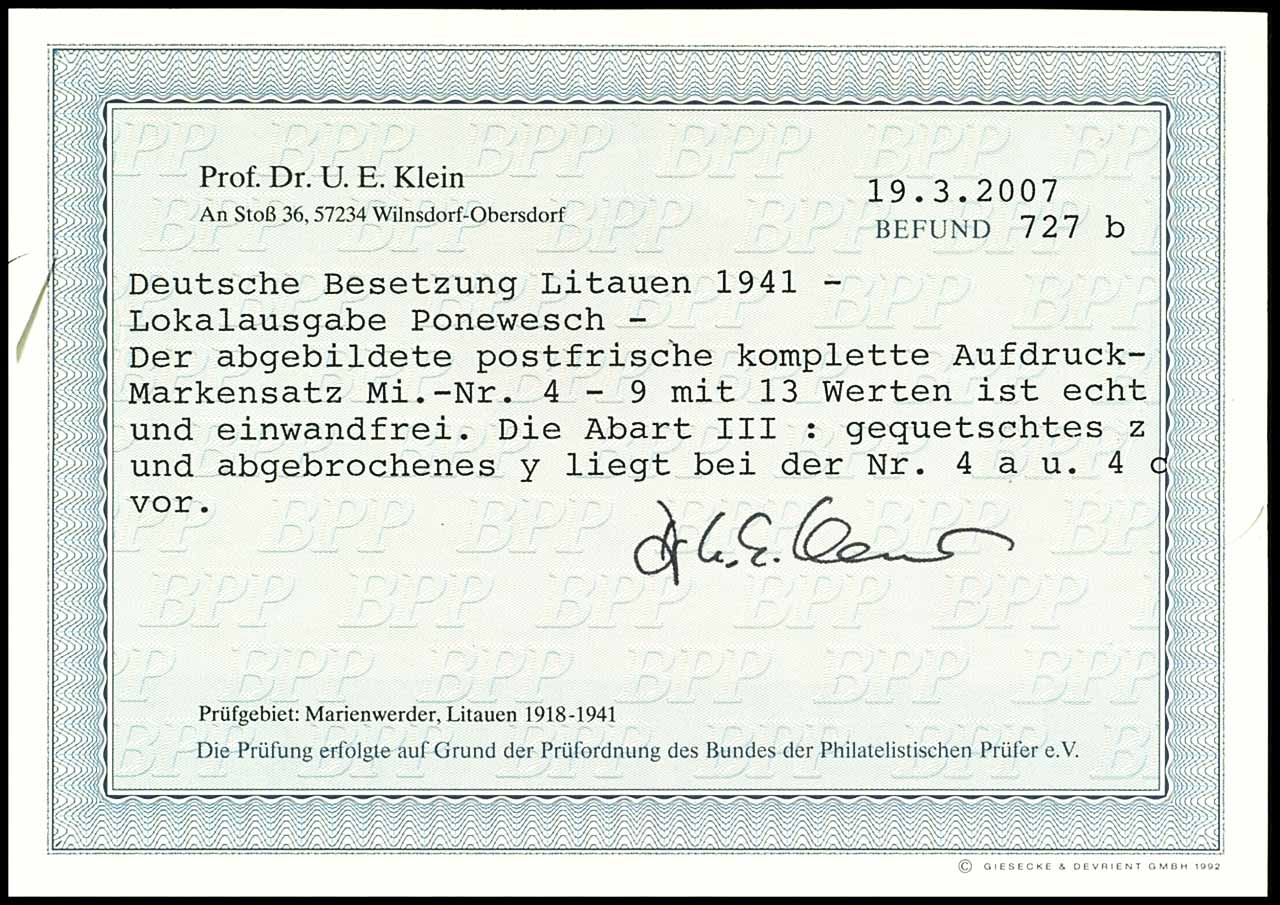 Prof. Dr. U. E. Klein
An Stoß 36, 57234 Wilnsdorf-Obersdorf
19.3.2007
BEFUND 727 b
Deutsche Besetzung Litauen 1941 -
Lokalausgabe Ponewesch -
Der abgebildete postfrische komplette Aufdruck-
Markensatz Mi.-Nr. 4 - 9 mit 13 Werten ist echt
und einwandfrei. Die Abart III : gequetschtes z
und abgebrochenes y liegt bei der Nr. 4 a u. 4 c
vor.
Dr. U. E. Klein
Prüfgebiet: Marienwerder, Litauen 1918-1941
Die Prüfung erfolgte auf Grund der Prüfordnung des Bundes der Philatelistischen Prüfer e.V.
© GIESECKE & DEVRIENT GMBH 1992